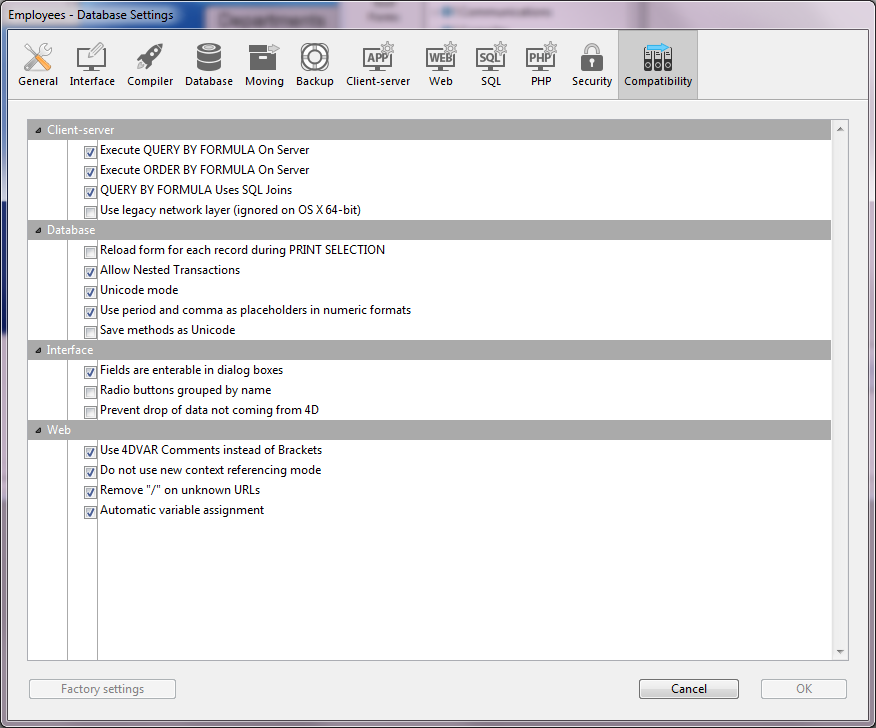 Employees - Database Settings
General Interface Compiler Database Moving Backup Client-server Web SQL PHP Security Compatibility
APP WEB SQL PHP
Client-server
Execute QUERY BY FORMULA On Server
Execute ORDER BY FORMULA On Server
QUERY BY FORMULA Uses SQL Joins
Use legacy network layer (ignored on OS X 64-bit)
Database
Reload form for each record during PRINT SELECTION
Allow Nested Transactions
Unicode mode
Use period and comma as placeholders in numeric formats
Save methods as Unicode
Interface
Fields are enterable in dialog boxes
Radio buttons grouped by name
Prevent drop of data not coming from 4D
Web
Use 4DVAR Comments instead of Brackets
Do not use new context referencing mode
Remove "/" on unknown URLs
Automatic variable assignment
Factory settings Cancel OK